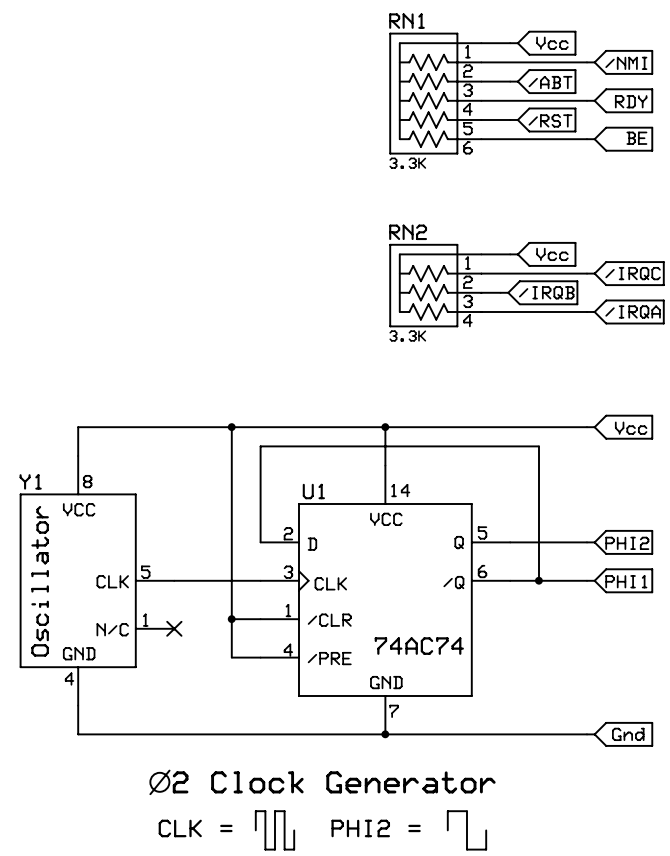 RN1
Vcc
1
/NMI
2
/ABT
3
RDY
4
/RST
5
BE
6
3.3K
RN2
Vcc
1
/IRQC
2
/IRQB
3
/IRQA
4
3.3K
Vcc
Y1
8
VCC
Oscillator
CLK
5
N/C
1
GND
4
U1
14
VCC
2
D
Q
5
PHI2
3
CLK
/Q
6
PHI1
1
/CLR
4
/PRE
74AC74
GND
7
Gnd
Ø2 Clock Generator
CLK =
PHI2 =